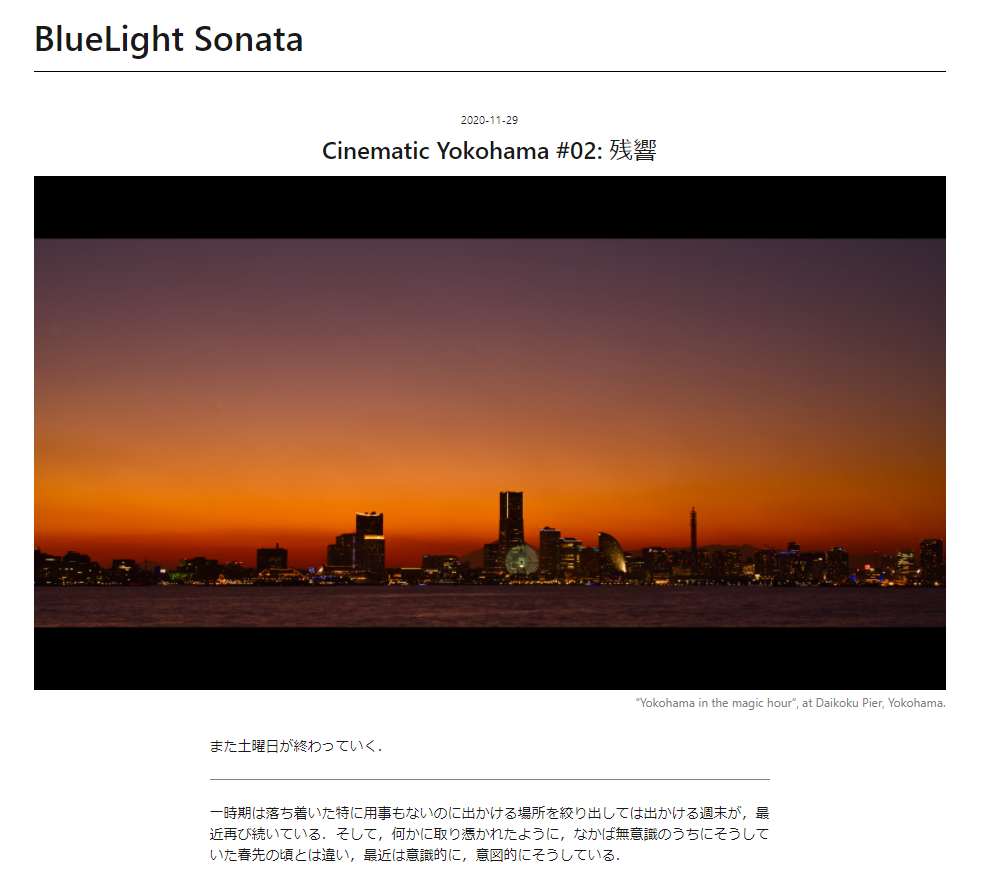 BlueLight Sonata
2020-11-29
Cinematic Yokohama #02: 残響
“Yokohama in the magic hour”, at Daikoku Pier, Yokohama.
また土曜日が終わっていく．
一時期は落ち着いた特に用事もないのに出かける場所を絞り出しては出かける週末が，最
近再び続いている．そして，何かに取り憑かれたように，なかば無意識のうちにそうして
いた春先の頃とは違い，最近は意識的に，意図的にそうしている．